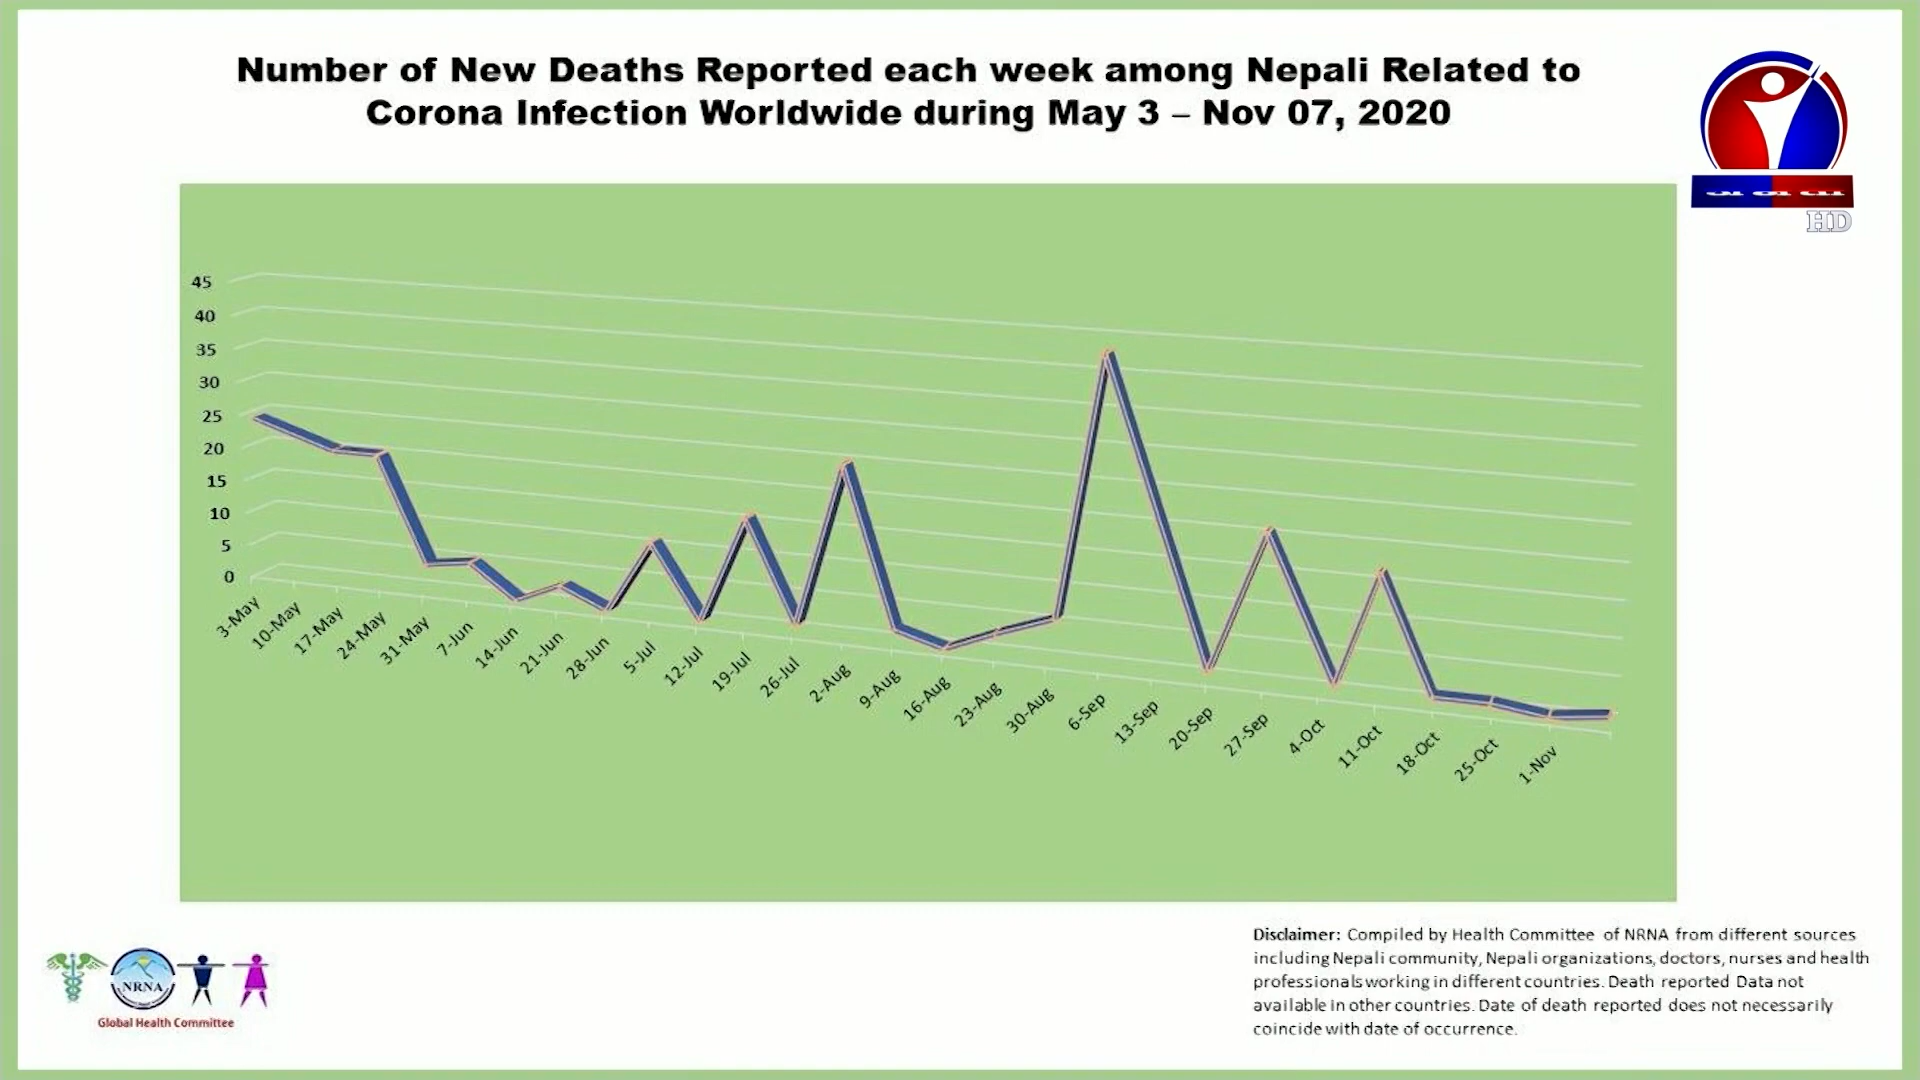 Number of New Deaths Reported each week among Nepali Related to
Corona Infection Worldwide during May 3 – Nov 07, 2020
HD
45
40
35
30
25
20
15
10
5
0
3-May
10-May
17-May
24-May
31-May
7-Jun
14-Jun
21-Jun
28-Jun
5-Jul
12-Jul
19-Jul
26-Jul
2-Aug
9-Aug
16-Aug
23-Aug
30-Aug
6-Sep
13-Sep
20-Sep
27-Sep
4-Oct
11-Oct
18-Oct
25-Oct
1-Nov
NRNA
Global Health Committee
Disclaimer: Compiled by Health Committee of NRNA from different sources
including Nepali community, Nepali organizations, doctors, nurses and health
professionals working in different countries. Death reported Data not
available in other countries. Date of death reported does not necessarily
coincide with date of occurrence.